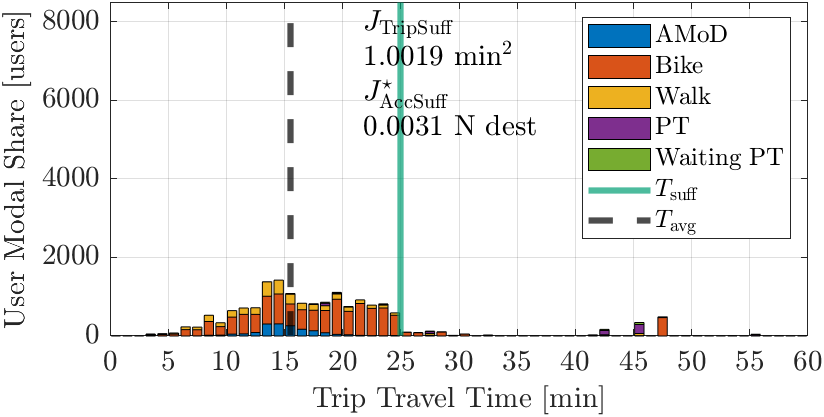 8000
6000
4000
2000
0
User Modal Share [users]
J_TripSuff
1.0019 min²
J⋆_AccSuff
0.0031 N dest
AMoD
Bike
Walk
PT
Waiting PT
T_suff
T_avg
0 5 10 15 20 25 30 35 40 45 50 55 60
Trip Travel Time [min]